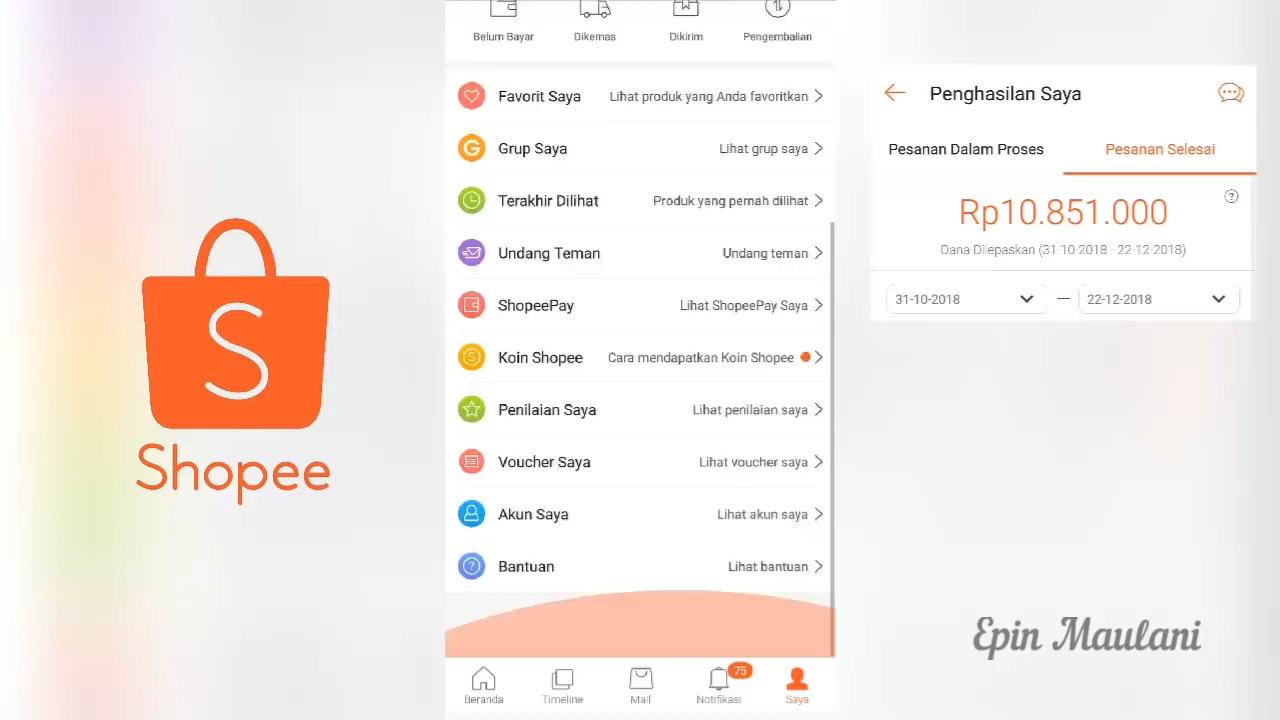 S
Shopee
Belum Bayar
Dikemas
Dikirim
Pengembalian
Favorit Saya Lihat produk yang Anda favoritkan
G Grup Saya Lihat grup saya
Terakhir Dilihat Produk yang pernah dilihat
Undang Teman Undang teman
ShopeePay Lihat ShopeePay Saya
S Koin Shopee Cara mendapatkan Koin Shopee
Penilaian Saya Lihat penilaian saya
Voucher Saya Lihat voucher saya
Akun Saya Lihat akun saya
? Bantuan Lihat bantuan
75
Beranda
Timeline
Mall
Notifikasi
Saya
Penghasilan Saya
Pesanan Dalam Proses Pesanan Selesai
?
Rp10.851.000
Dana Dilepaskan (31-10-2018 - 22-12-2018)
31-10-2018 — 22-12-2018
Epin Maulani